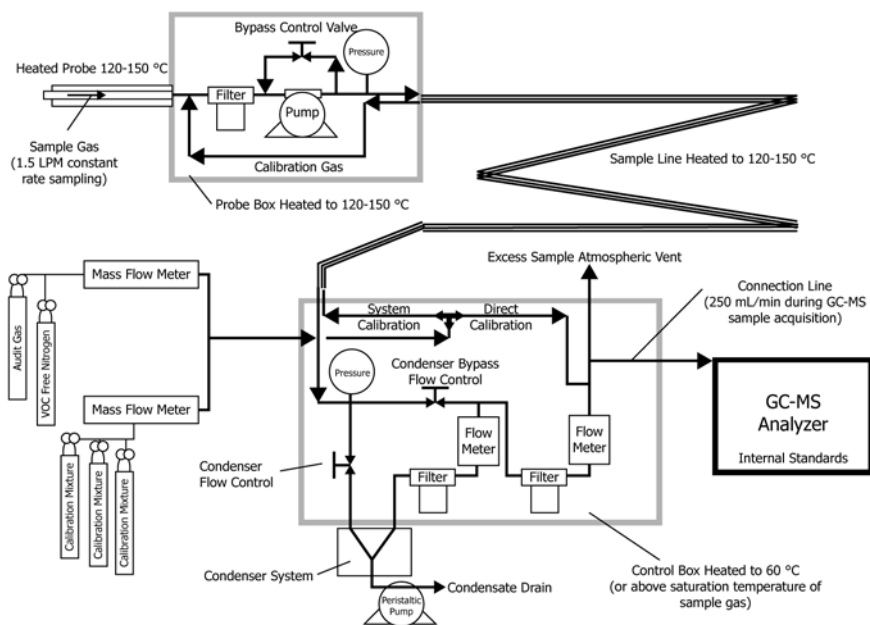 Bypass Control Valve
Pressure
Heated Probe 120-150 °C
Filter
Pump
Sample Gas
(1.5 LPM constant
rate sampling)
Calibration Gas
Probe Box Heated to 120-150 °C
Sample Line Heated to 120-150 °C
Excess Sample Atmospheric Vent
Connection Line
(250 mL/min during GC-MS
sample acquisition)
Mass Flow Meter
Audit Gas
VOC Free Nitrogen
Mass Flow Meter
Calibration Mixture
Calibration Mixture
Calibration Mixture
System
Calibration
Direct
Calibration
Condenser Bypass
Flow Control
Pressure
Flow
Meter
Flow
Meter
Condenser
Flow Control
Filter
Filter
GC-MS
Analyzer
Internal Standards
Condenser System
Condensate Drain
Peristaltic
Pump
Control Box Heated to 60 °C
(or above saturation temperature of
sample gas)